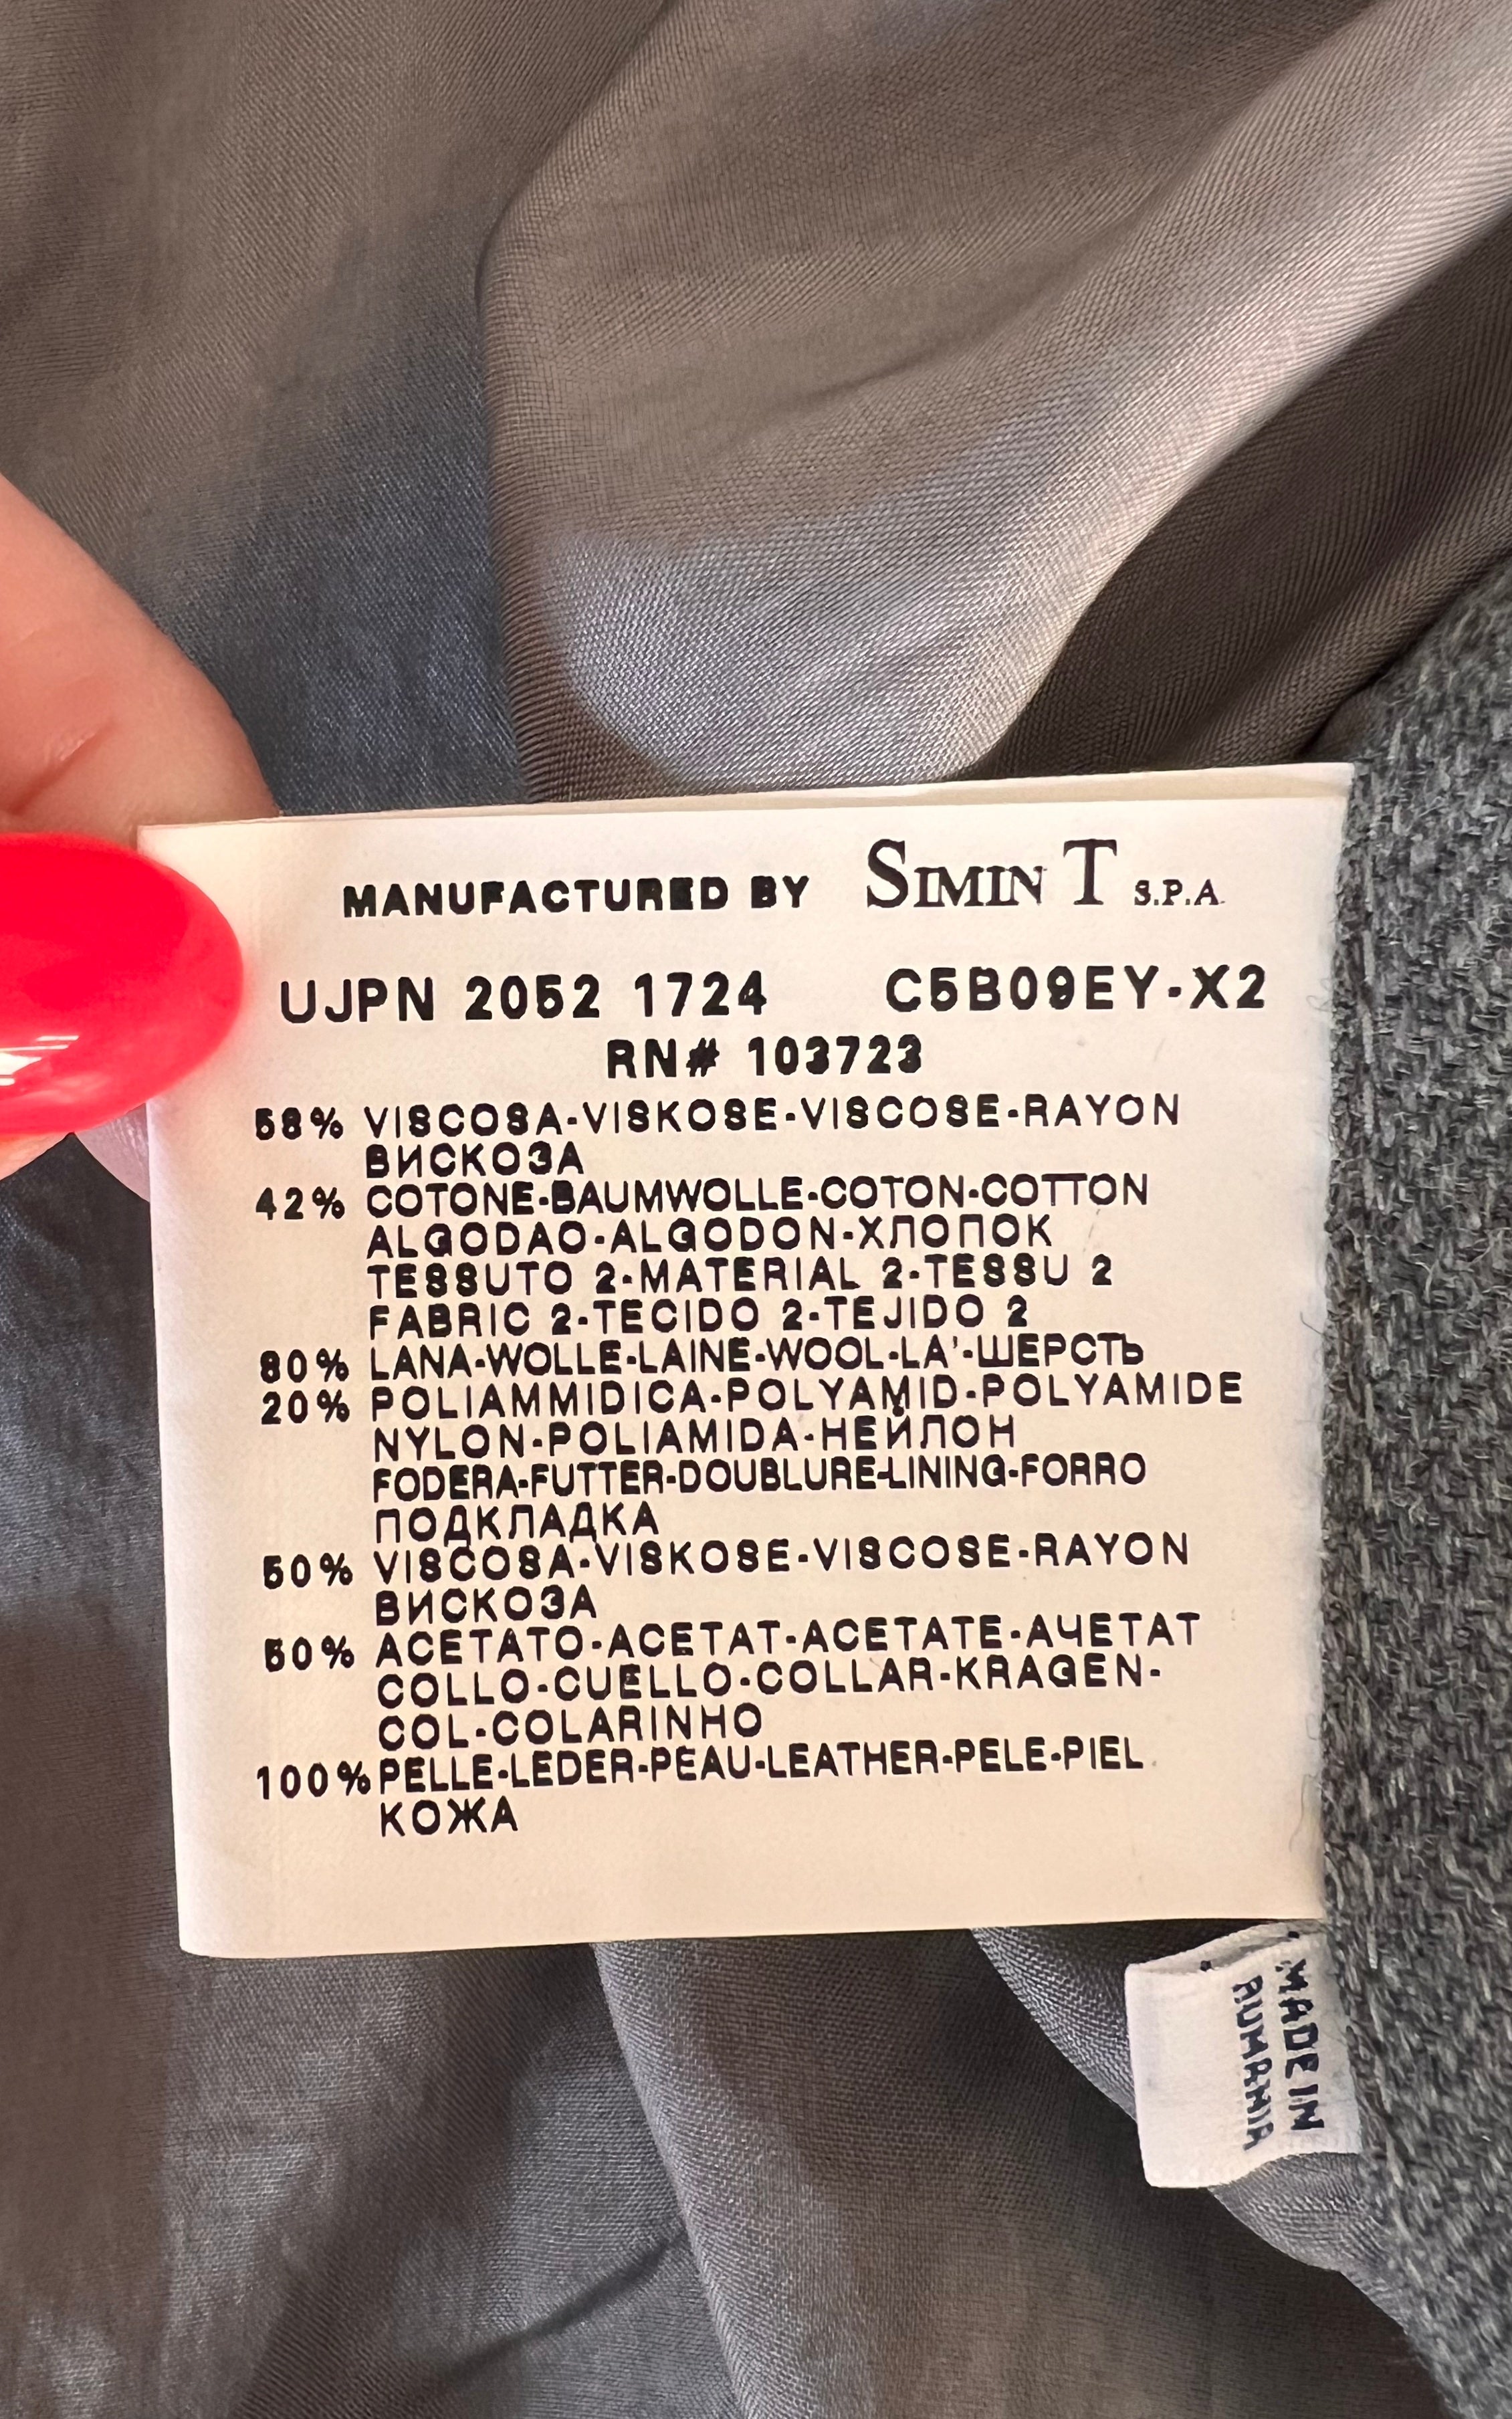 MANUFACTURED BY SIMIN T S.P.A.
UJPN 2052 1724 C5B09EY-X2
RN# 103723
58% VISCOSA-VISKOSE-VISCOSE-RAYON
ВИСКОЗА
42% COTONE-BAUMWOLLE-COTON-COTTON
ALGODAO-ALGODON-ХЛОПОК
TESSUTO 2-MATERIAL 2-TESSU 2
FABRIC 2-TECIDO 2-TEJIDO 2
80% LANA-WOLLE-LAINE-WOOL-LA'-ШЕРСТЬ
20% POLIAMMIDICA-POLYAMID-POLYAMIDE
NYLON-POLIAMIDA-НЕЙЛОН
FODERA-FUTTER-DOUBLURE-LINING-FORRO
ПОДКЛАДКА
50% VISCOSA-VISKOSE-VISCOSE-RAYON
ВИСКОЗА
50% ACETATO-ACETAT-ACETATE-АЧЕТАТ
COLLO-CUELLO-COLLAR-KRAGEN-
COL-COLARINHO
100% PELLE-LEDER-PEAU-LEATHER-PELE-PIEL
КОЖА
MADE IN
RUMANIA